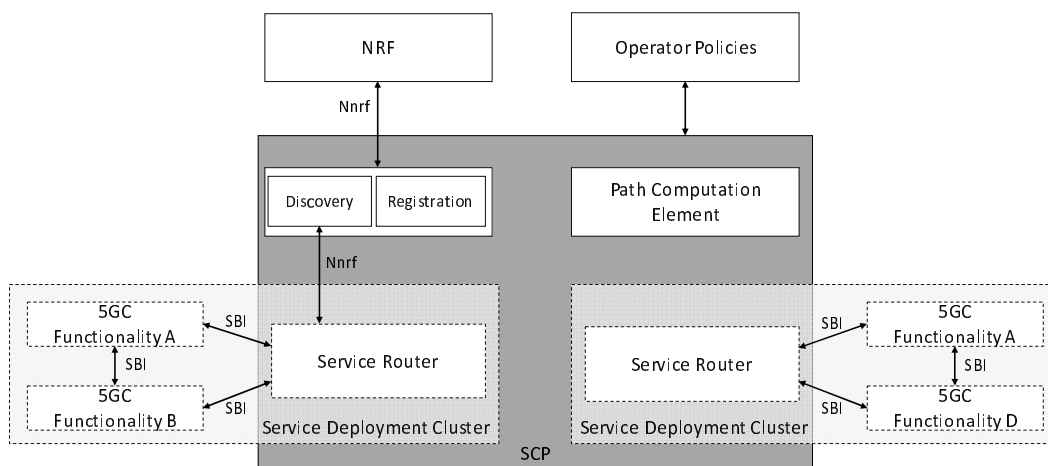 NRF
Operator Policies
Nnrf
Discovery
Registration
Path Computation
Element
Nnrf
5GC
Functionality A
SBI
SBI
5GC
Functionality B
SBI
Service Router
Service Deployment Cluster
Service Router
Service Deployment Cluster
SBI
5GC
Functionality A
SBI
SBI
5GC
Functionality D
SCP